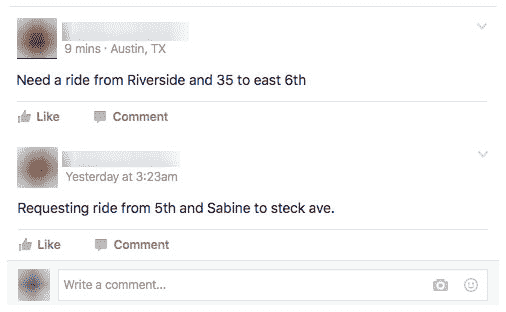 9 mins · Austin, TX
Need a ride from Riverside and 35 to east 6th
Like Comment
Yesterday at 3:23am
Requesting ride from 5th and Sabine to steck ave.
Like Comment
Write a comment...